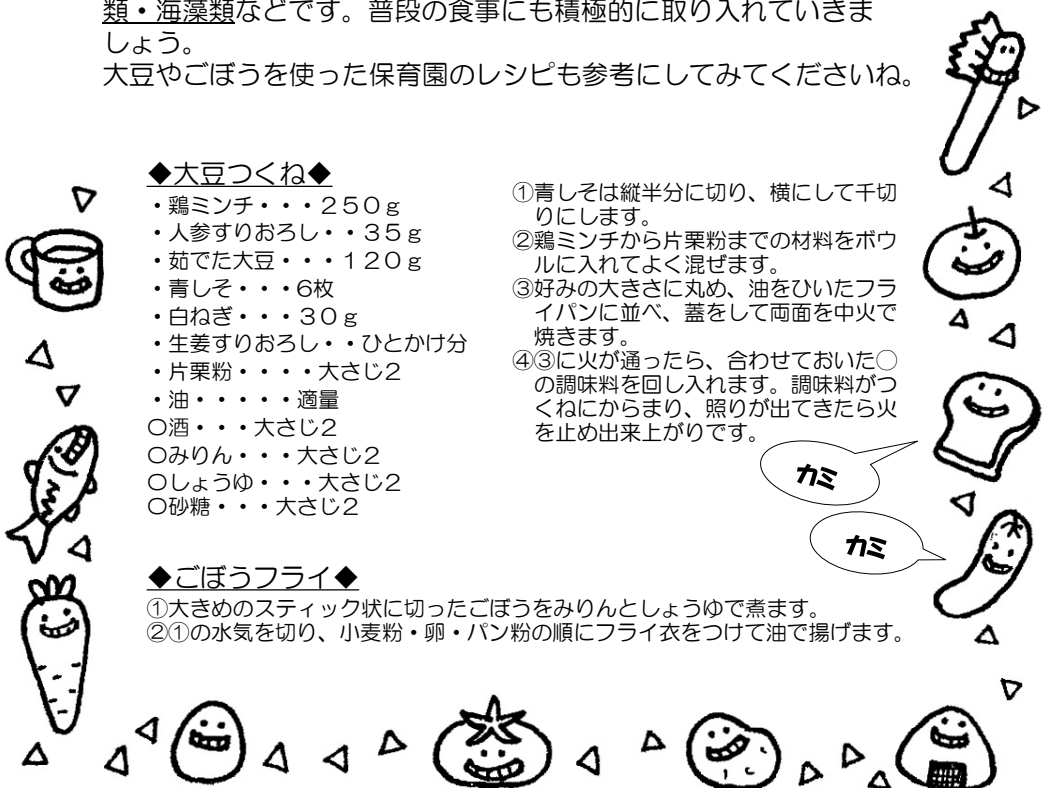 類・海藻類などです。普段の食事にも積極的に取り入れていきま
しょう。
大豆やごぼうを使った保育園のレシピも参考にしてみてくださいね。
◆大豆つくね◆
・鶏ミンチ・・・２５０ｇ
・人参すりおろし・・３５ｇ
・茹でた大豆・・・１２０ｇ
・青しそ・・・6枚
・白ねぎ・・・３０ｇ
・生姜すりおろし・・ひとかけ分
・片栗粉・・・・大さじ２
・油・・・・・適量
〇酒・・・大さじ２
〇みりん・・・大さじ２
〇しょうゆ・・・大さじ２
〇砂糖・・・大さじ２
①青しそは縦半分に切り、横にして千切
りにします。
②鶏ミンチから片栗粉までの材料をボウ
ルに入れてよく混ぜます。
③好みの大きさに丸め、油をひいたフラ
イパンに並べ、蓋をして両面を中火で
焼きます。
④③に火が通ったら、合わせておいた〇
の調味料を回し入れます。調味料がつ
くねにからまり、照りが出てきたら火
を止め出来上がりです。
カミ
カミ
◆ごぼうフライ◆
①大きめのスティック状に切ったごぼうをみりんとしょうゆで煮ます。
②①の水気を切り、小麦粉・卵・パン粉の順にフライ衣をつけて油で揚げます。